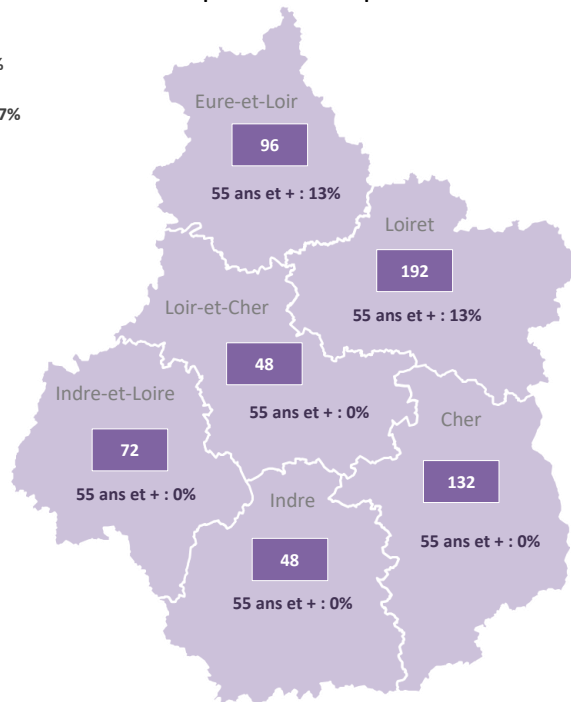 %
7%
Eure-et-Loir
96
55 ans et + : 13%
Loiret
192
55 ans et + : 13%
Loir-et-Cher
48
55 ans et + : 0%
Indre-et-Loire
72
55 ans et + : 0%
Cher
132
55 ans et + : 0%
Indre
48
55 ans et + : 0%